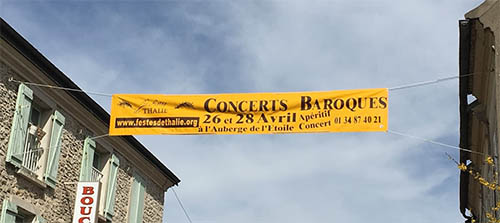 THALIE
CONCERTS BAROQUES
www.festesdethalie.org
26 et 28 Avril Apéritif Concert
à l'Auberge de l'Etoile
01 34 87 40 21
BOUC